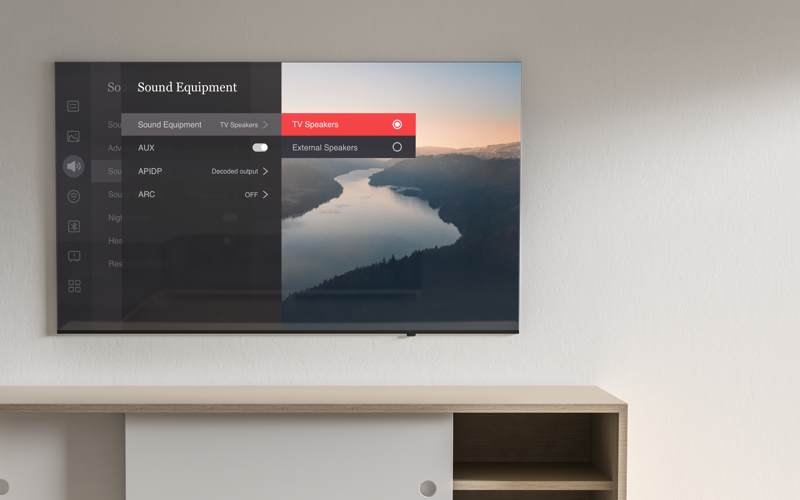 So
Sound Equipment
Sou
Sound Equipment TV Speakers
TV Speakers
Adv
AUX
External Speakers
Sou
APIDP Decoded output
Sou
ARC OFF
Nigh
Hea
Res